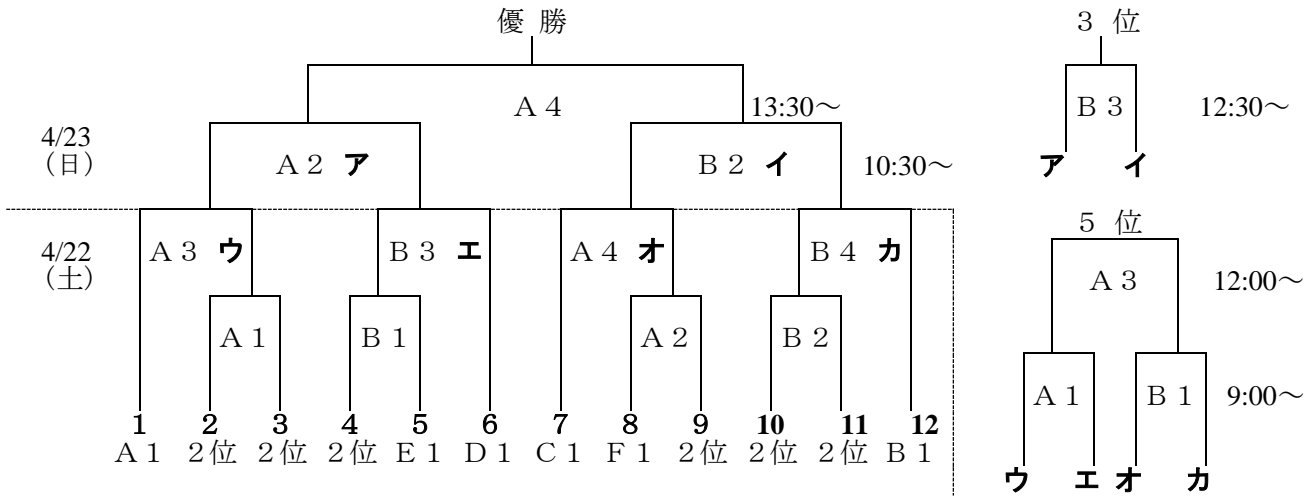 優 勝
A 4 13:30~
4/23
(日)
A 2 ア B 2 イ 10:30~
4/22
(土)
A 3 ウ B 3 エ A 4 オ B 4 カ
A 1 B 1 A 2 B 2
1 2 3 4 5 6 7 8 9 10 11 12
A 1 2位 2位 2位 E 1 D 1 C 1 F 1 2位 2位 2位 B 1
3 位
B 3 12:30~
ア イ
5 位
A 3 12:00~
A 1 B 1 9:00~
ウ エ オ カ